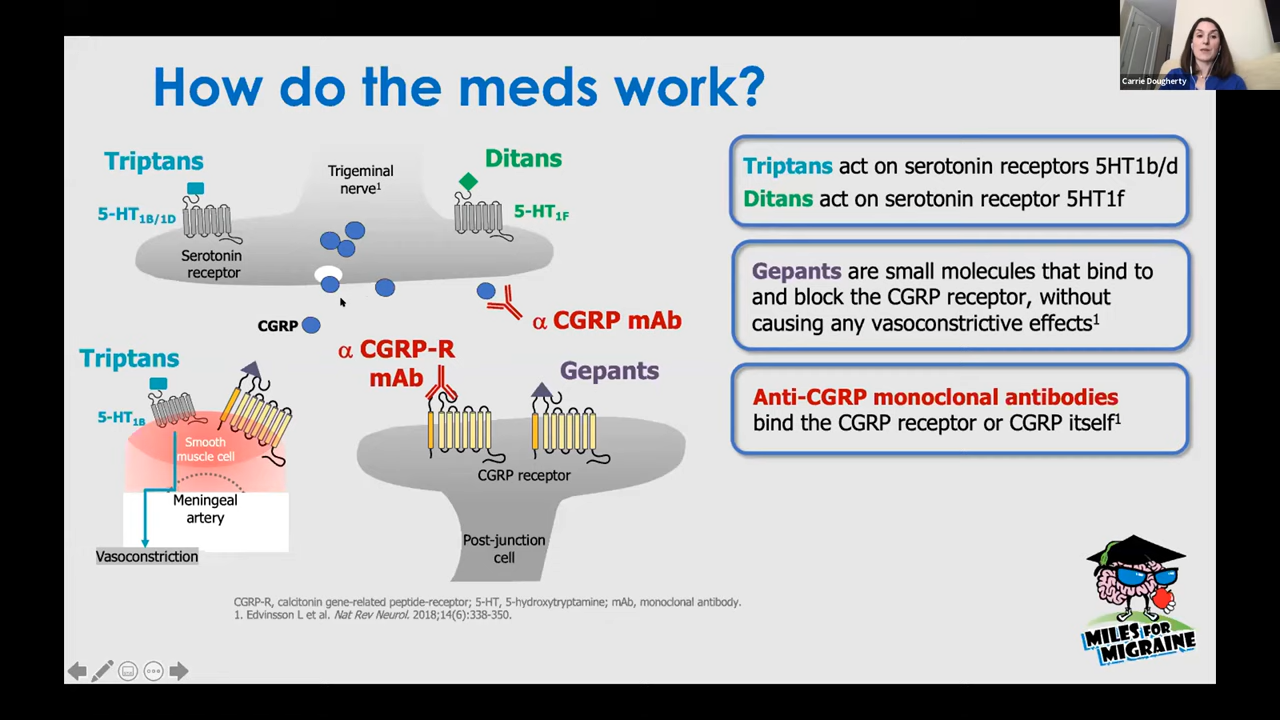 Carrie Dougherty
How do the meds work?
Triptans
5-HT1B/1D
Serotonin
receptor
Trigeminal
nerve1
Ditans
5-HT1F
CGRP
α CGRP mAb
α CGRP-R
mAb
Gepants
Triptans
5-HT1B
Smooth
muscle cell
Meningeal
artery
Vasoconstriction
CGRP receptor
Post-junction
cell
Triptans act on serotonin receptors 5HT1b/d
Ditans act on serotonin receptor 5HT1f
Gepants are small molecules that bind to
and block the CGRP receptor, without
causing any vasoconstrictive effects1
Anti-CGRP monoclonal antibodies
bind the CGRP receptor or CGRP itself1
CGRP-R, calcitonin gene-related peptide-receptor; 5-HT, 5-hydroxytryptamine; mAb, monoclonal antibody.
1. Edvinsson L et al. Nat Rev Neurol. 2018;14(6):338-350.
MILES FOR
MIGRAINE